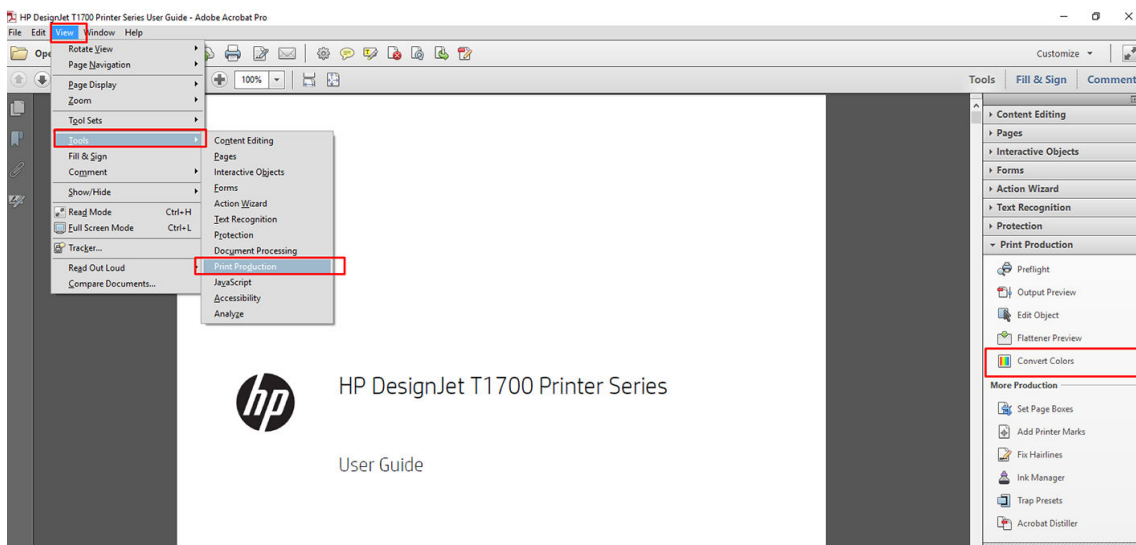 HP DesignJet T1700 Printer Series User Guide - Adobe Acrobat Pro
File Edit View Window Help
Customize
100%
Tools Fill & Sign Comment
Rotate View
Page Navigation
Page Display
Zoom
Tool Sets
Tools
Fill & Sign
Comment
Show/Hide
Read Mode Ctrl+H
Full Screen Mode Ctrl+L
Tracker...
Read Out Loud
Compare Documents...
Content Editing
Pages
Interactive Objects
Forms
Action Wizard
Text Recognition
Protection
Document Processing
Print Production
JavaScript
Accessibility
Analyze
hp
HP DesignJet T1700 Printer Series
User Guide
Content Editing
Pages
Interactive Objects
Forms
Action Wizard
Text Recognition
Protection
Print Production
Preflight
Output Preview
Edit Object
Flattener Preview
Convert Colors
More Production
Set Page Boxes
Add Printer Marks
Fix Hairlines
Ink Manager
Trap Presets
Acrobat Distiller